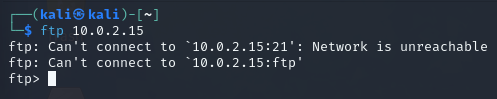 ┌──(kali㉿kali)-[~]
└─$ ftp 10.0.2.15
ftp: Can't connect to `10.0.2.15:21': Network is unreachable
ftp: Can't connect to `10.0.2.15:ftp'
ftp>